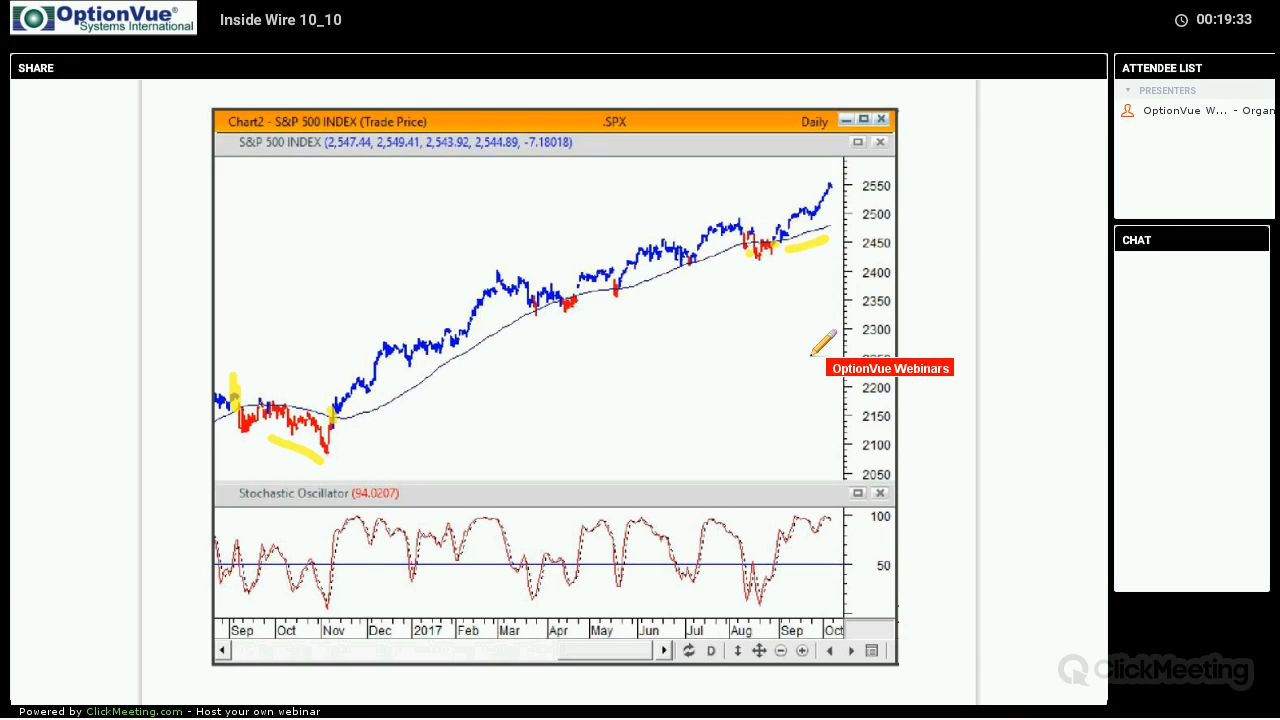 OptionVue®
Systems International
Inside Wire 10_10
00:19:33
SHARE
ATTENDEE LIST
PRESENTERS
OptionVue W... - Organ
CHAT
Chart2 - S&P 500 INDEX (Trade Price)
.SPX
Daily
S&P 500 INDEX (2,547.44, 2,549.41, 2,543.92, 2,544.89, -7.18018)
2550
2500
2450
2400
2350
2300
OptionVue Webinars
2200
2150
2100
2050
Stochastic Oscillator (94.0207)
100
50
Sep Oct Nov Dec 2017 Feb Mar Apr May Jun Jul Aug Sep Oct
D
ClickMeeting
Powered by ClickMeeting.com - Host your own webinar